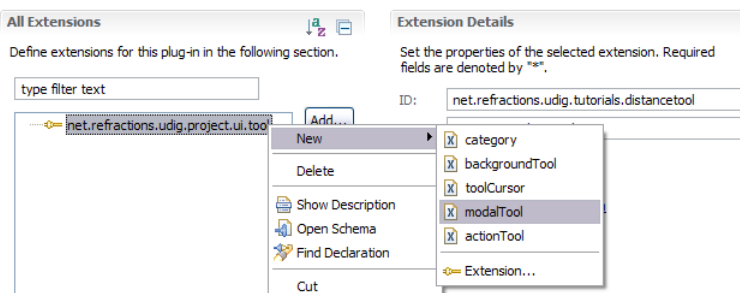 All Extensions
Define extensions for this plug-in in the following section.
type filter text
net.refractions.udig.project.ui.tool
Add...
Extension Details
Set the properties of the selected extension. Required
fields are denoted by "*".
ID:
net.refractions.udig.tutorials.distancetool
New
Delete
Show Description
Open Schema
Find Declaration
Cut
category
backgroundTool
toolCursor
modalTool
actionTool
Extension...